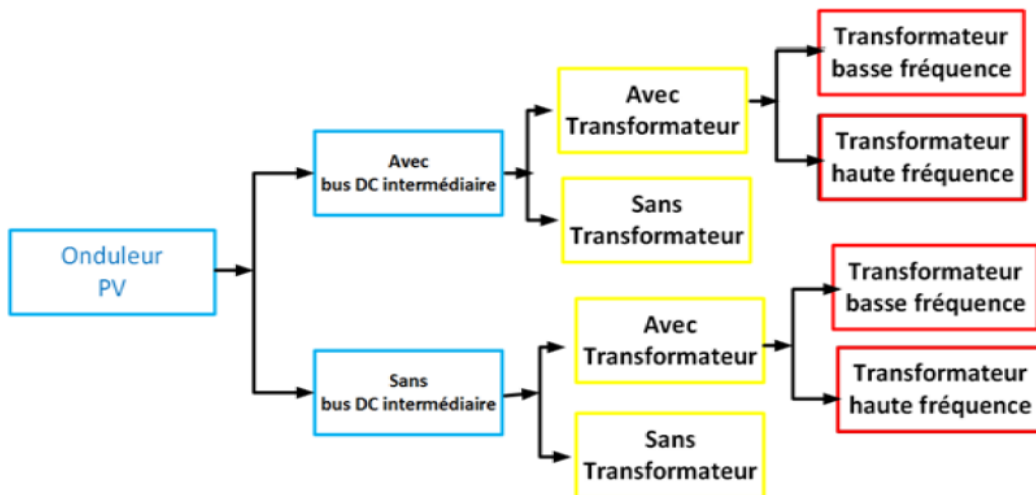 Onduleur
PV
Avec
bus DC intermédiaire
Avec
Transformateur
Transformateur
basse fréquence
Transformateur
haute fréquence
Sans
Transformateur
Sans
bus DC intermédiaire
Avec
Transformateur
Transformateur
basse fréquence
Transformateur
haute fréquence
Sans
Transformateur